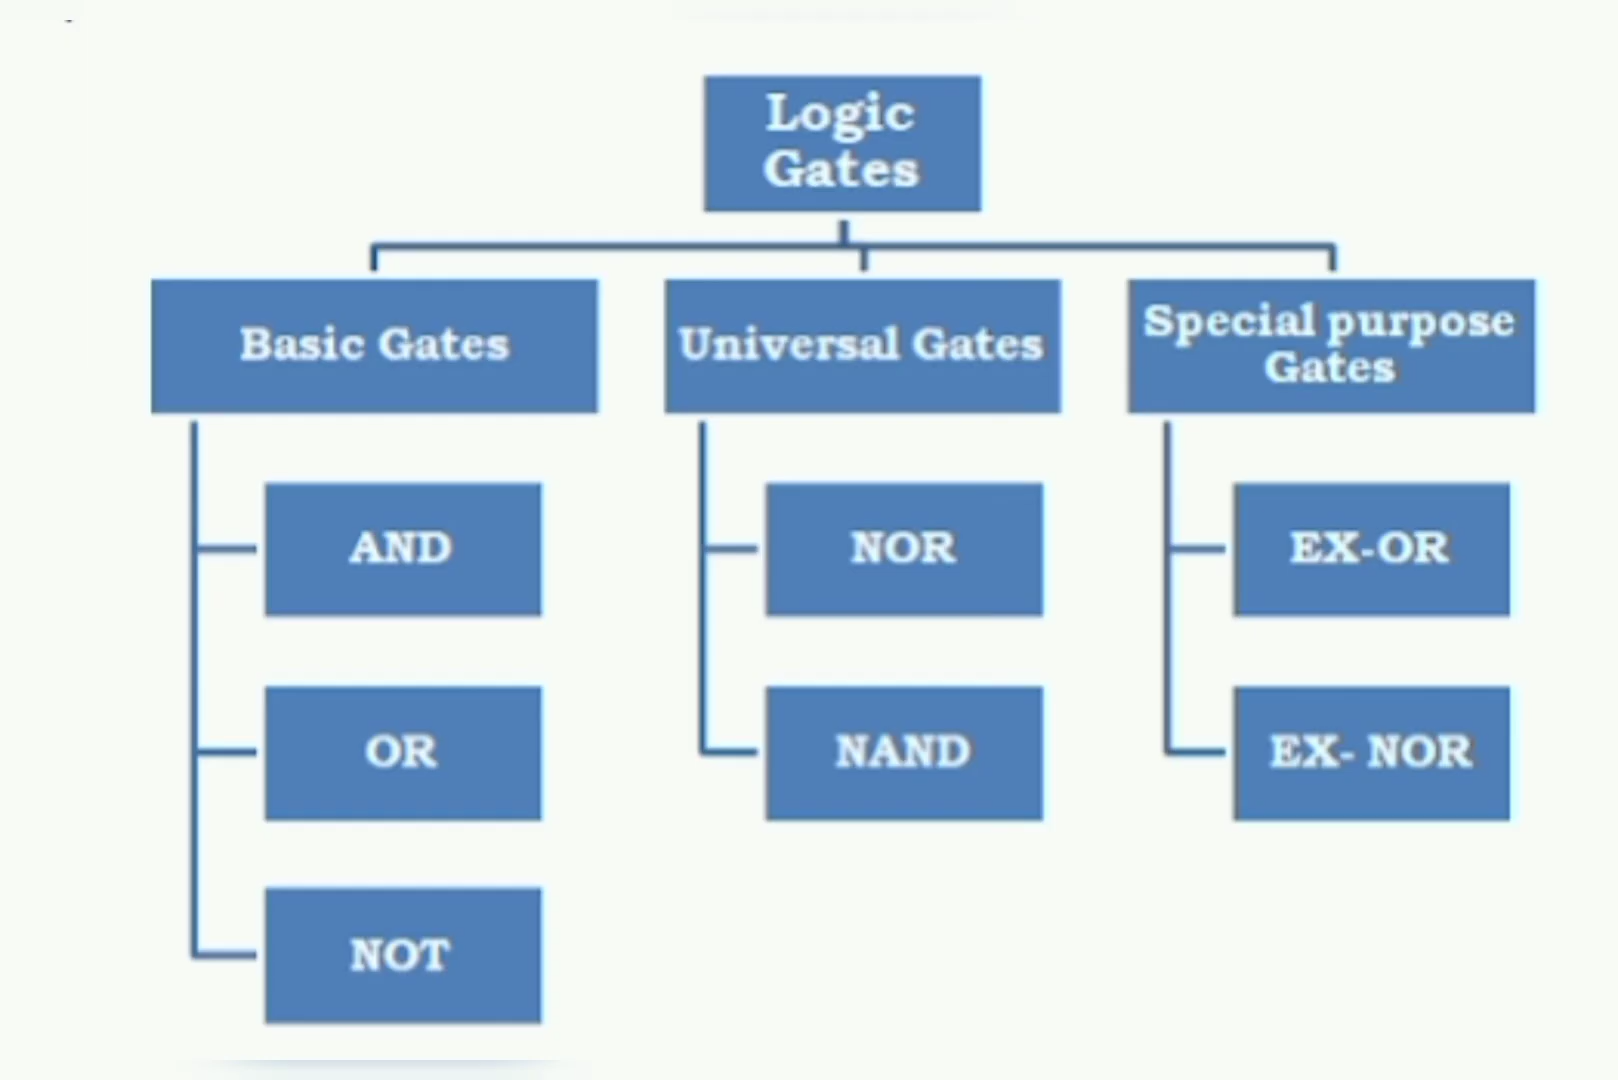 Logic
Gates
Basic Gates
Universal Gates
Special purpose
Gates
AND
NOR
EX-OR
OR
NAND
EX- NOR
NOT